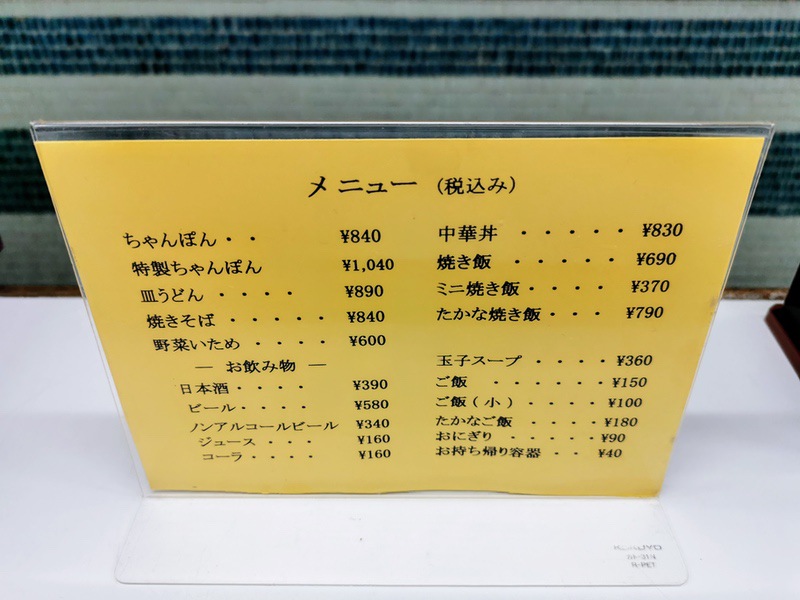 メニュー (税込み)
ちゃんぽん・・ ¥840
特製ちゃんぽん ¥1,040
皿うどん ・・・・ ¥890
焼きそば ・・・・・ ¥840
野菜いため ・・・・ ¥600
― お飲み物 ―
日本酒・・・・ ¥390
ビール・・・・ ¥580
ノンアルコールビール ¥340
ジュース ・・・ ¥160
コーラ・・・・ ¥160
中華丼 ・・・・・ ¥830
焼き飯 ・・・・・ ¥690
ミニ焼き飯・・・・ ¥370
たかな焼き飯・・・ ¥790
玉子スープ ・・・・ ¥360
ご飯 ・・・・・・ ¥150
ご飯(小) ・・・・ ¥100
たかなご飯 ・・・・ ¥180
おにぎり ・・・・・ ¥90
お持ち帰り容器 ・・ ¥40